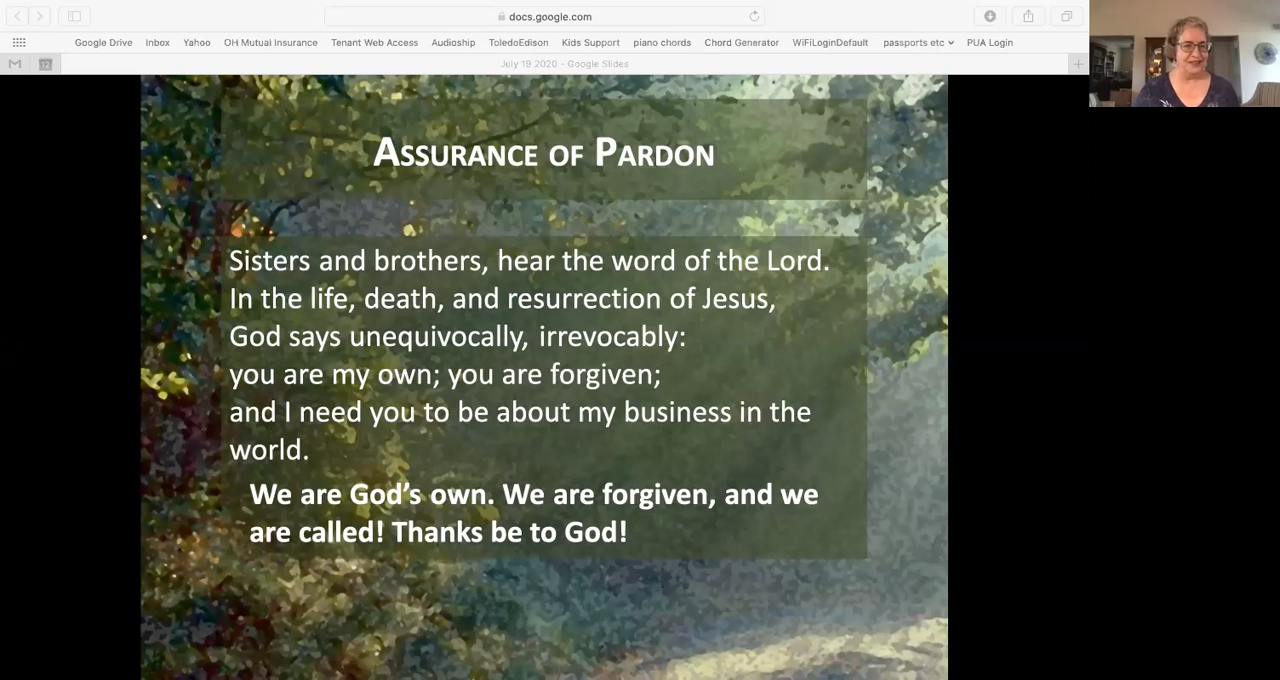 docs.google.com
Google Drive Inbox Yahoo OH Mutual Insurance Tenant Web Access Audioship ToledoEdison Kids Support piano chords Chord Generator WiFiLoginDefault passports etc PUA Login
M 12 July 19 2020 - Google Slides
ASSURANCE OF PARDON
Sisters and brothers, hear the word of the Lord.
In the life, death, and resurrection of Jesus,
God says unequivocally, irrevocably:
you are my own; you are forgiven;
and I need you to be about my business in the
world.
We are God’s own. We are forgiven, and we
are called! Thanks be to God!